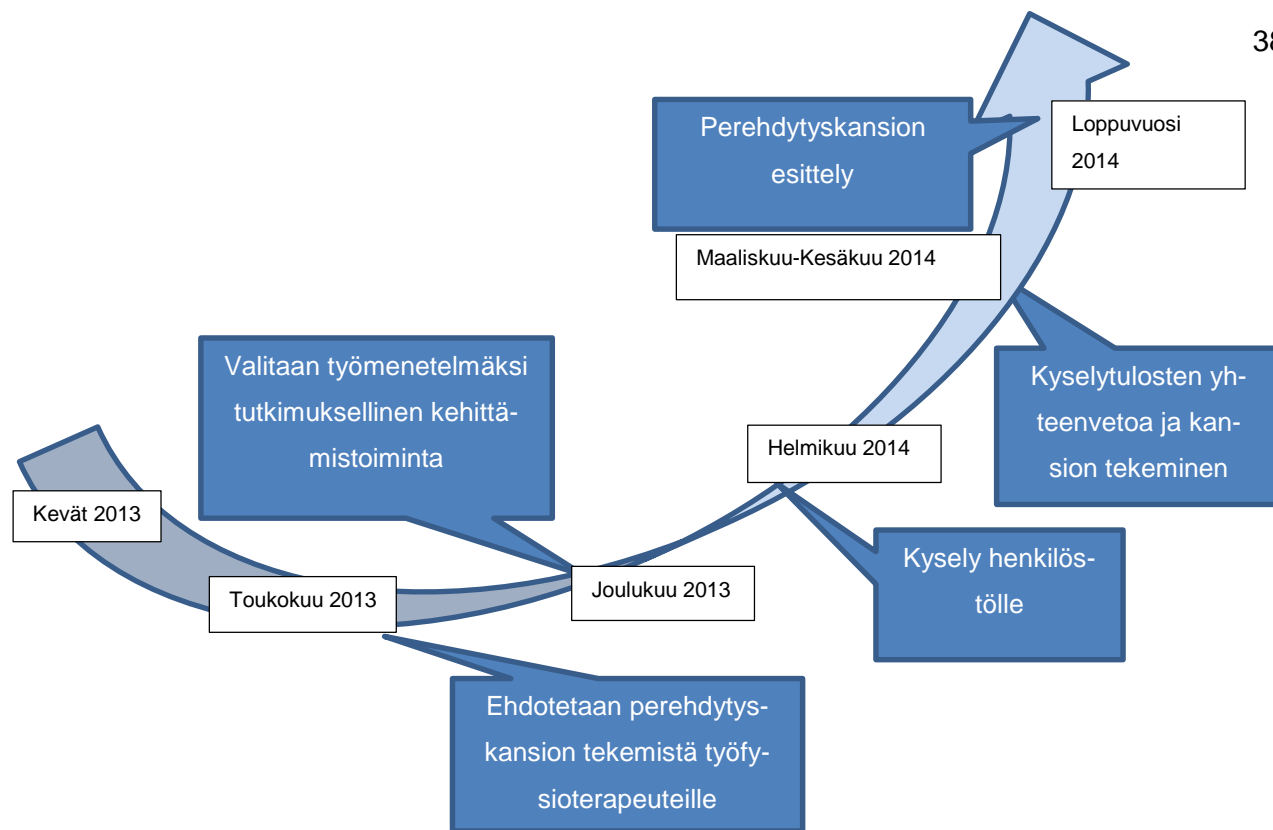 38
Perehdytyskansion
esittely
Loppuvuosi
2014
Maaliskuu-Kesäkuu 2014
Valitaan työmenetelmäksi
tutkimuksellinen kehittä-
mistoiminta
Kyselytulosten yh-
teenvetoa ja kan-
sion tekeminen
Helmikuu 2014
Kevät 2013
Kysely henkilös-
tölle
Toukokuu 2013
Joulukuu 2013
Ehdotetaan perehdytys-
kansion tekemistä työfy-
sioterapeuteille